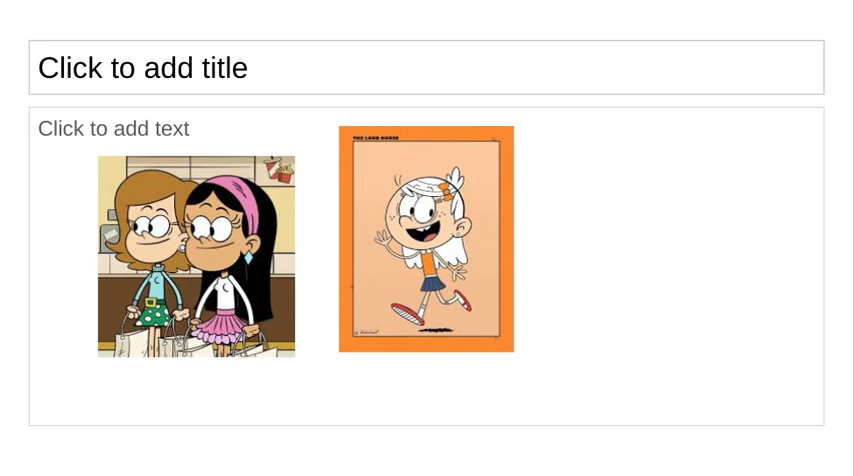 Click to add title
Click to add text
THE LOUD HOUSE